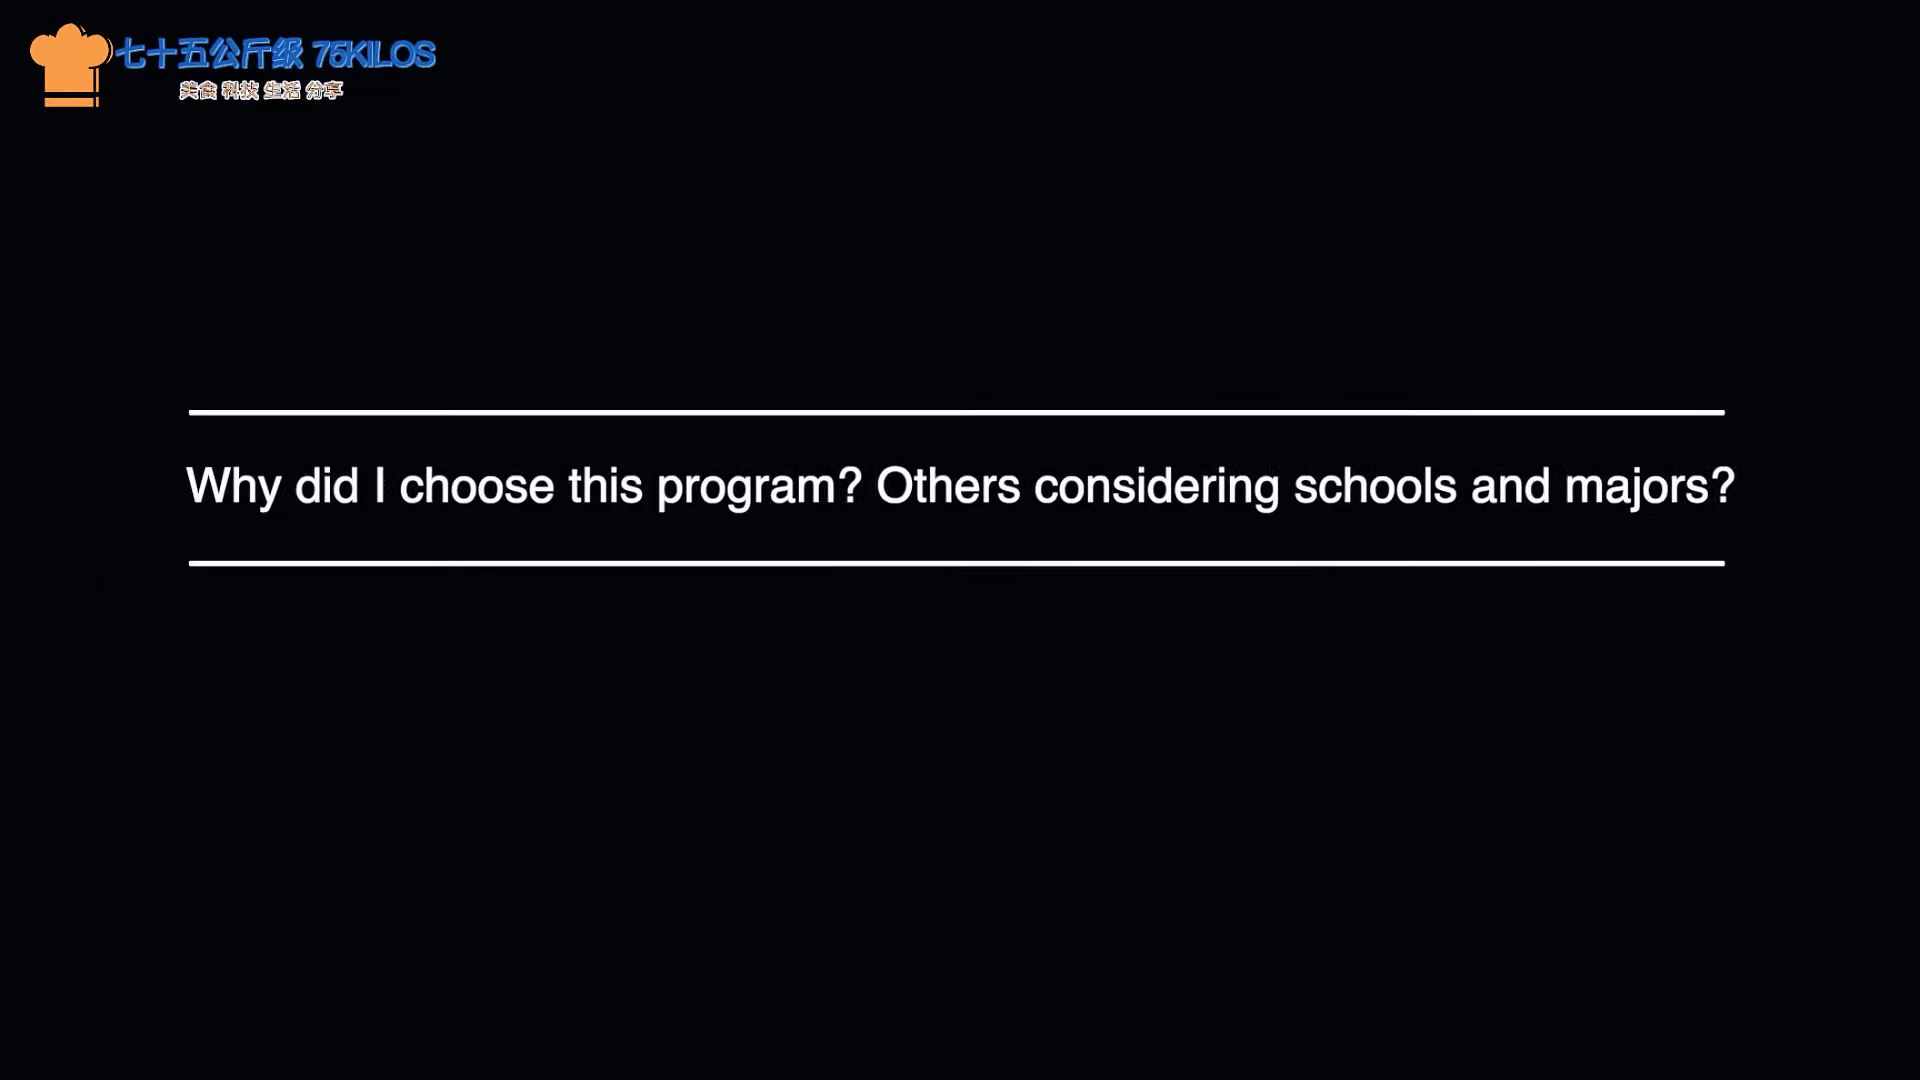 七十五公斤级 75KILOS
美食 科技 生活 分享
Why did I choose this program? Others considering schools and majors?